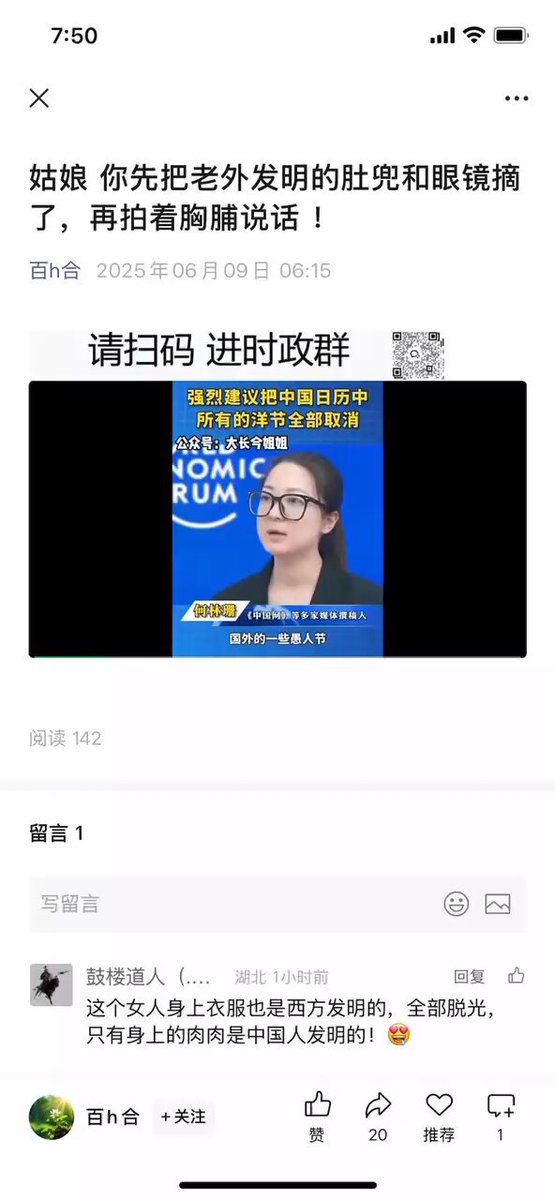 7:50
姑娘 你先把老外发明的肚兜和眼镜摘
了，再拍着胸脯说话 ！
百h合 2025年06月09日 06:15
请扫码 进时政群
强烈建议把中国日历中
所有的洋节全部取消
公众号：大长今姐姐
WORLD
ECONOMIC
FORUM
何林珊 《中国网》等多家媒体撰稿人
国外的一些愚人节
阅读 142
留言 1
写留言
鼓楼道人（.... 湖北 1小时前 回复
这个女人身上衣服也是西方发明的，全部脱光，
只有身上的肉肉是中国人发明的！😍
百h合 +关注 赞 20 推荐 1